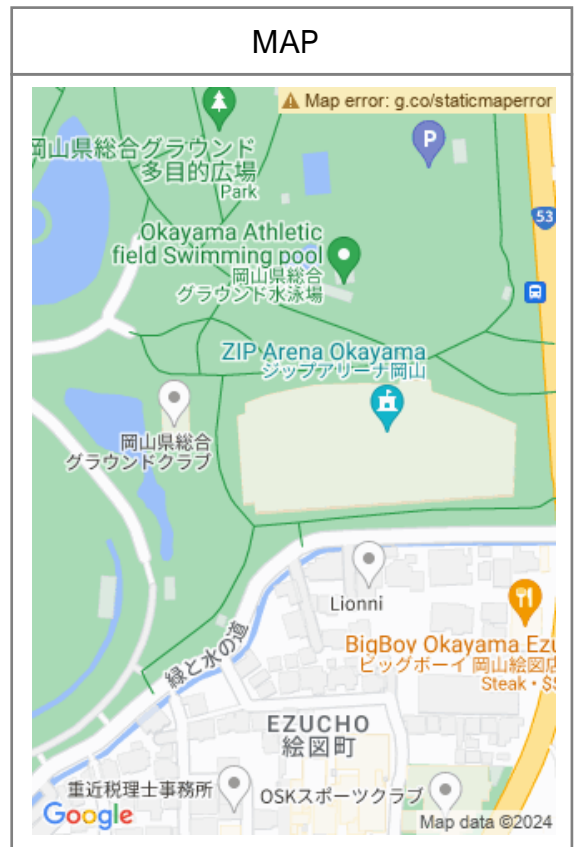 MAP
Map error: g.co/staticmaperror
岡山県総合グラウンド
多目的広場
Park
P
53
Okayama Athletic
field Swimming pool
岡山県総合
グラウンド水泳場
ZIP Arena Okayama
ジップアリーナ岡山
岡山県総合
グラウンドクラブ
Lionni
BigBoy Okayama Ezu
ビッグボーイ 岡山絵図店
Steak • $$
緑と水の道
EZUCHO
絵図町
重近税理士事務所
OSKスポーツクラブ
Google
Map data ©2024